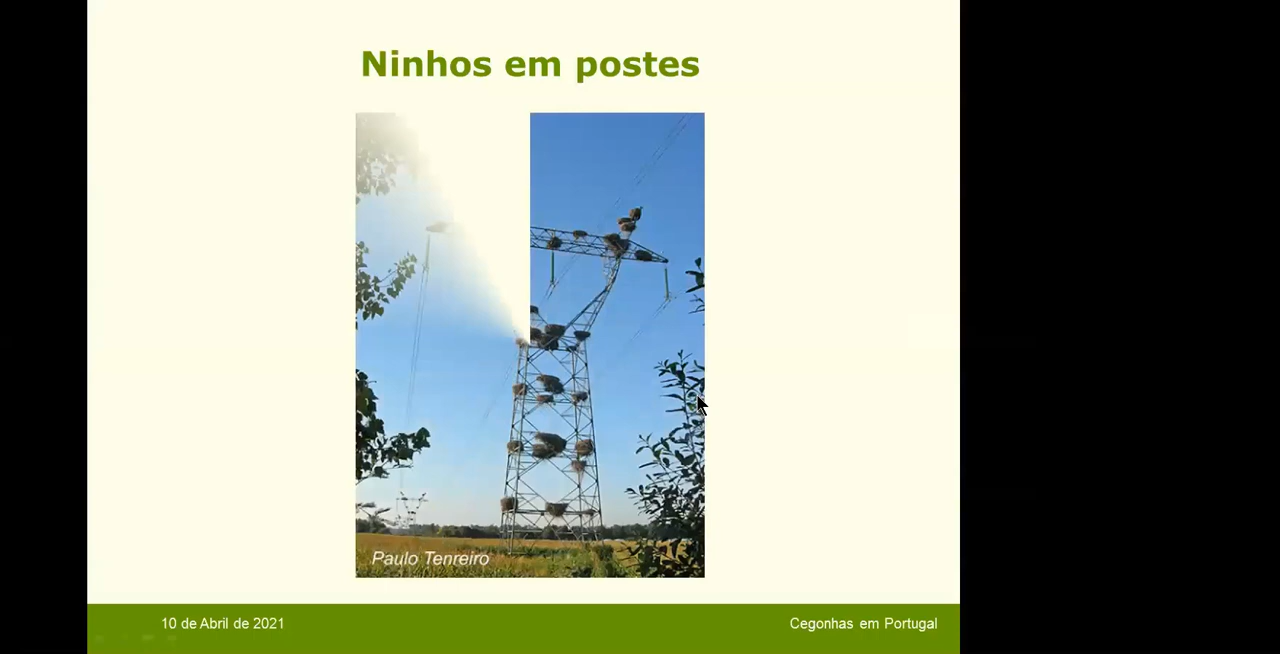 Ninhos em postes
Paulo Tenreiro
10 de Abril de 2021
Cegonhas em Portugal